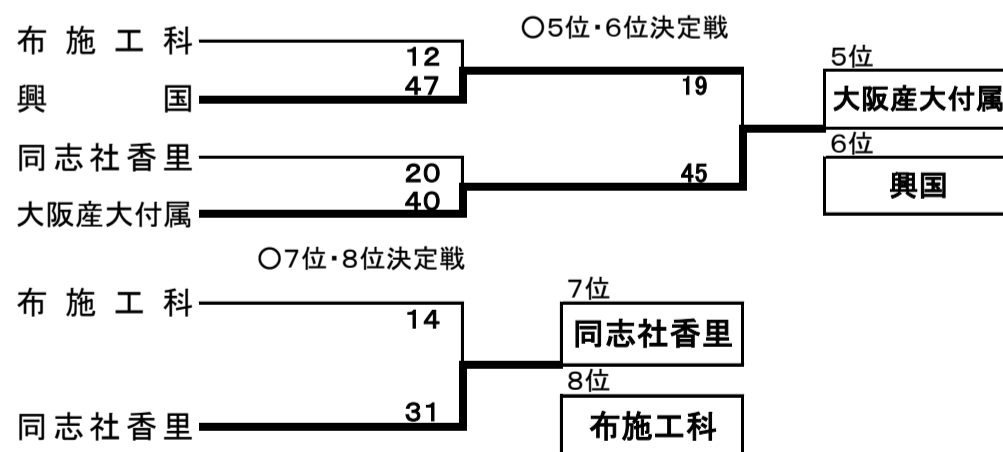 ○5位・6位決定戦
布施工科
12
興国
47
19
5位
大阪産大付属
同志社香里
20
大阪産大付属
40
45
6位
興国
○7位・8位決定戦
布施工科
14
7位
同志社香里
同志社香里
31
8位
布施工科